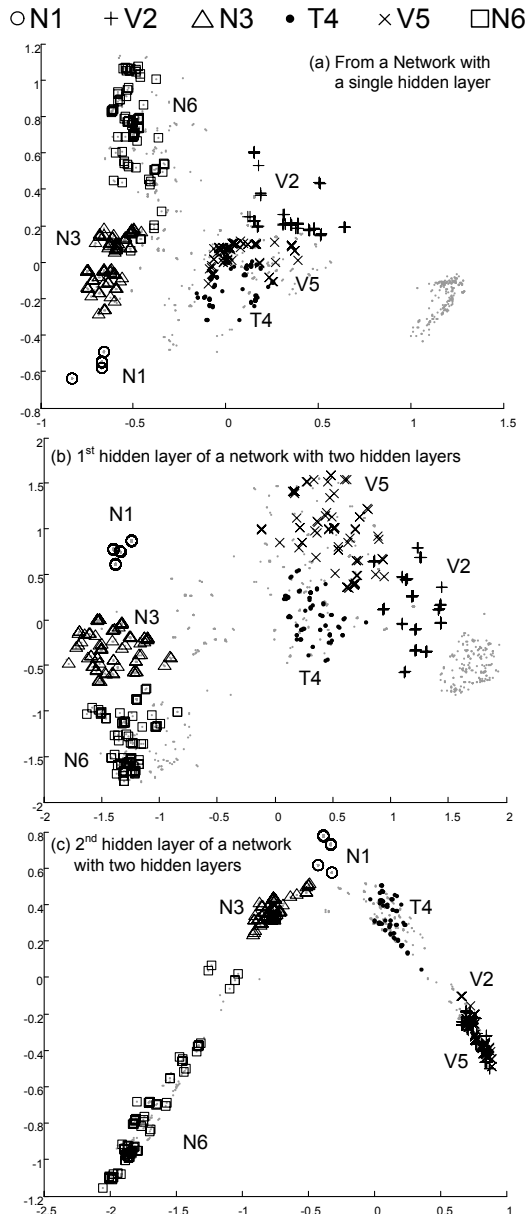 N1 V2 N3 T4 V5 N6
1.2
(a) From a Network with
a single hidden layer
1
N6
0.8
0.6
V2
0.4
N3
0.2
0
V5
-0.2
T4
-0.4
N1
-0.6
-0.8
-1 -0.5 0 0.5 1 1.5
2
(b) 1st hidden layer of a network with two hidden layers
1.5
V5
N1
1
V2
0.5
N3
0
-0.5
T4
-1
N6
-1.5
-2
-2 -1.5 -1 -0.5 0 0.5 1 1.5 2
0.8
(c) 2nd hidden layer of a network
with two hidden layers
N1
0.6
N3
T4
0.4
0.2
V2
0
-0.2
V5
-0.4
-0.6
N6
-0.8
-1
-1.2
-2.5 -2 -1.5 -1 -0.5 0 0.5 1